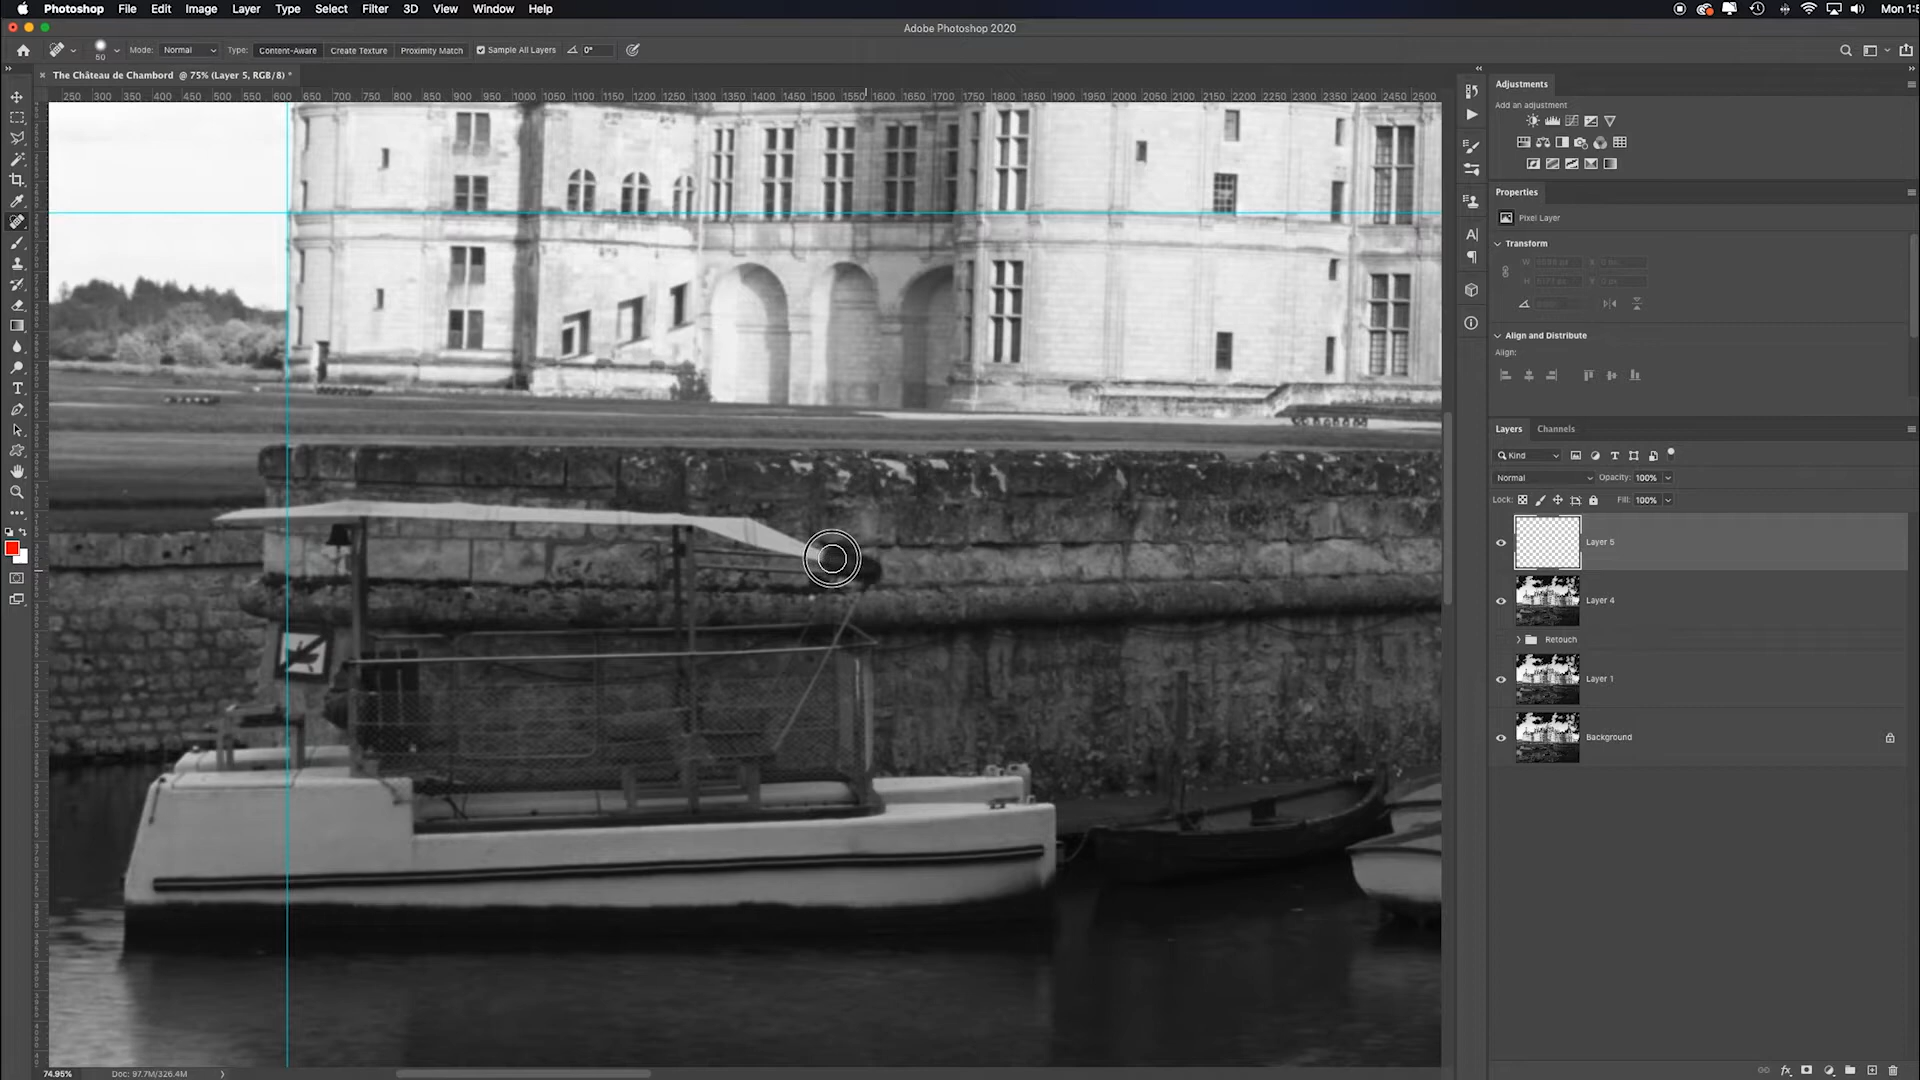 Photoshop File Edit Image Layer Type Select Filter 3D View Window Help
Mon 1:5
Adobe Photoshop 2020
50 Mode: Normal Type: Content-Aware Create Texture Proximity Match Sample All Layers 0°
The Château de Chambord @ 75% (Layer 5, RGB/8) *
250 300 350 400 450 500 550 600 650 700 750 800 850 900 950 1000 1050 1100 1150 1200 1250 1300 1350 1400 1450 1500 1550 1600 1650 1700 1750 1800 1850 1900 1950 2000 2050 2100 2150 2200 2250 2300 2350 2400 2450 2500
Adjustments
Add an adjustment
Properties
Pixel Layer
Transform
W X
H Y
Align and Distribute
Align:
Layers Channels
Kind
Normal Opacity: 100%
Lock: Fill: 100%
Layer 5
Layer 4
Retouch
Layer 1
Background
74.95% Doc: 97.7M/326.4M